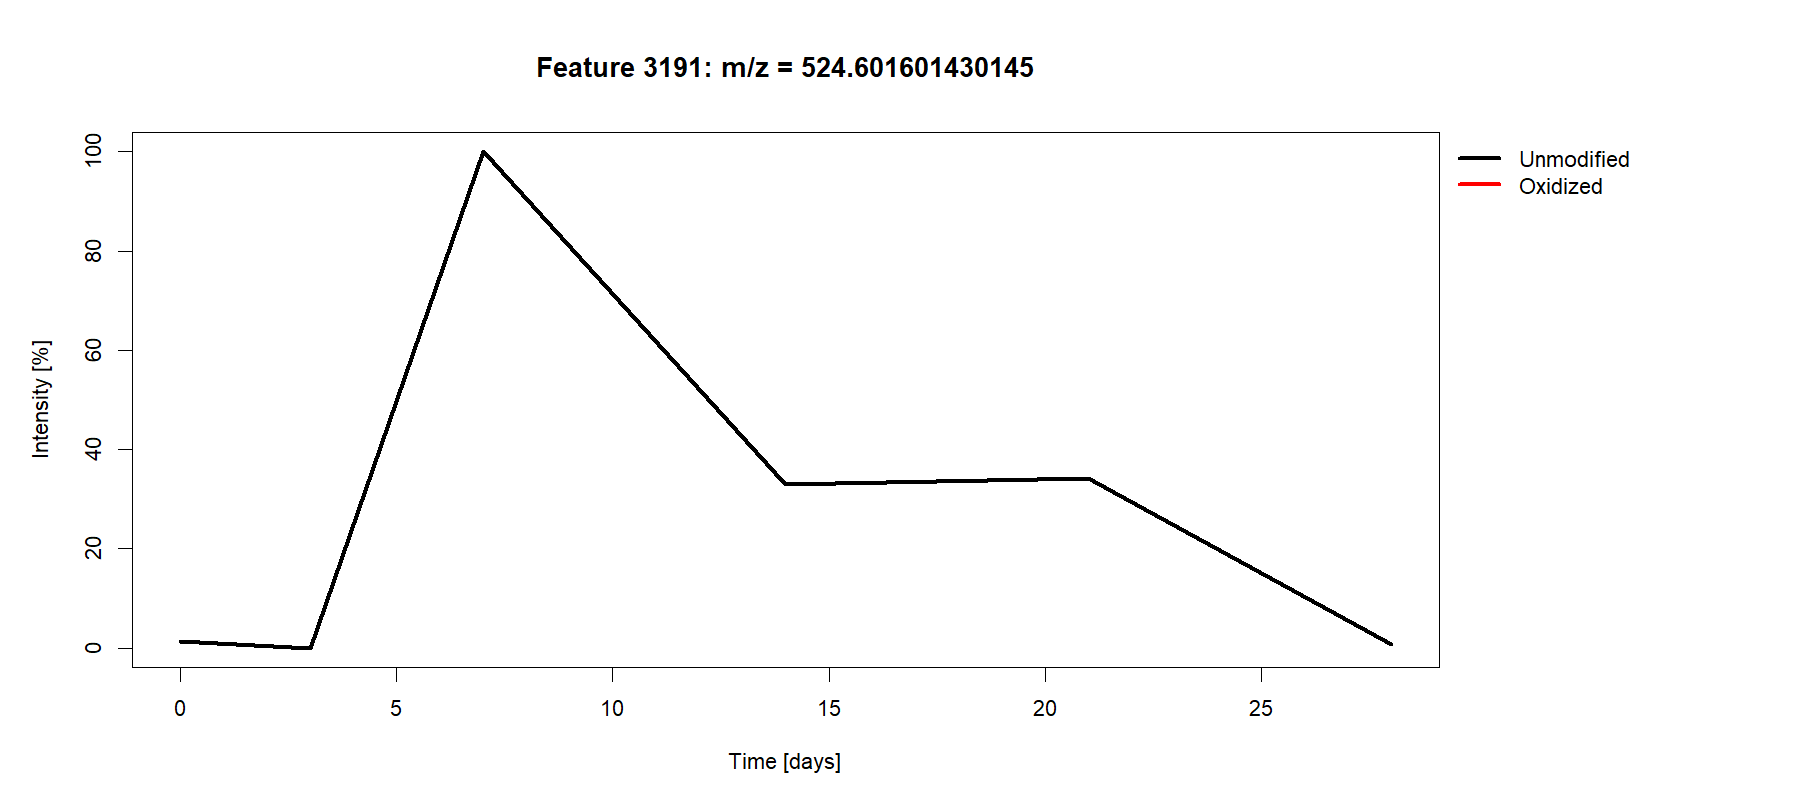 Feature 3191: m/z = 524.601601430145
Unmodified
Oxidized
Intensity [%]
100
80
60
40
20
0
0 5 10 15 20 25
Time [days]